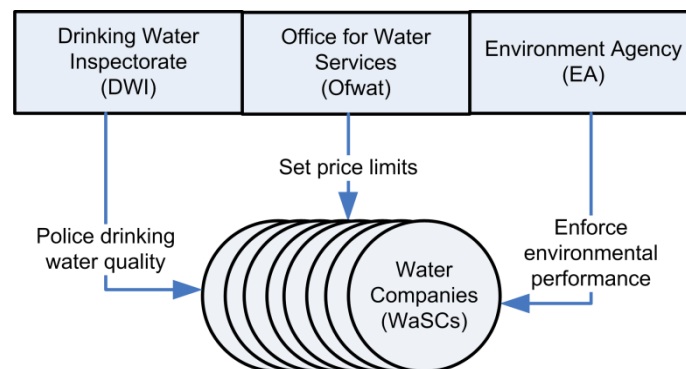 Drinking Water
Inspectorate
(DWI)
Office for Water
Services
(Ofwat)
Environment Agency
(EA)
Set price limits
Police drinking
water quality
Enforce
environmental
performance
Water
Companies
(WaSCs)